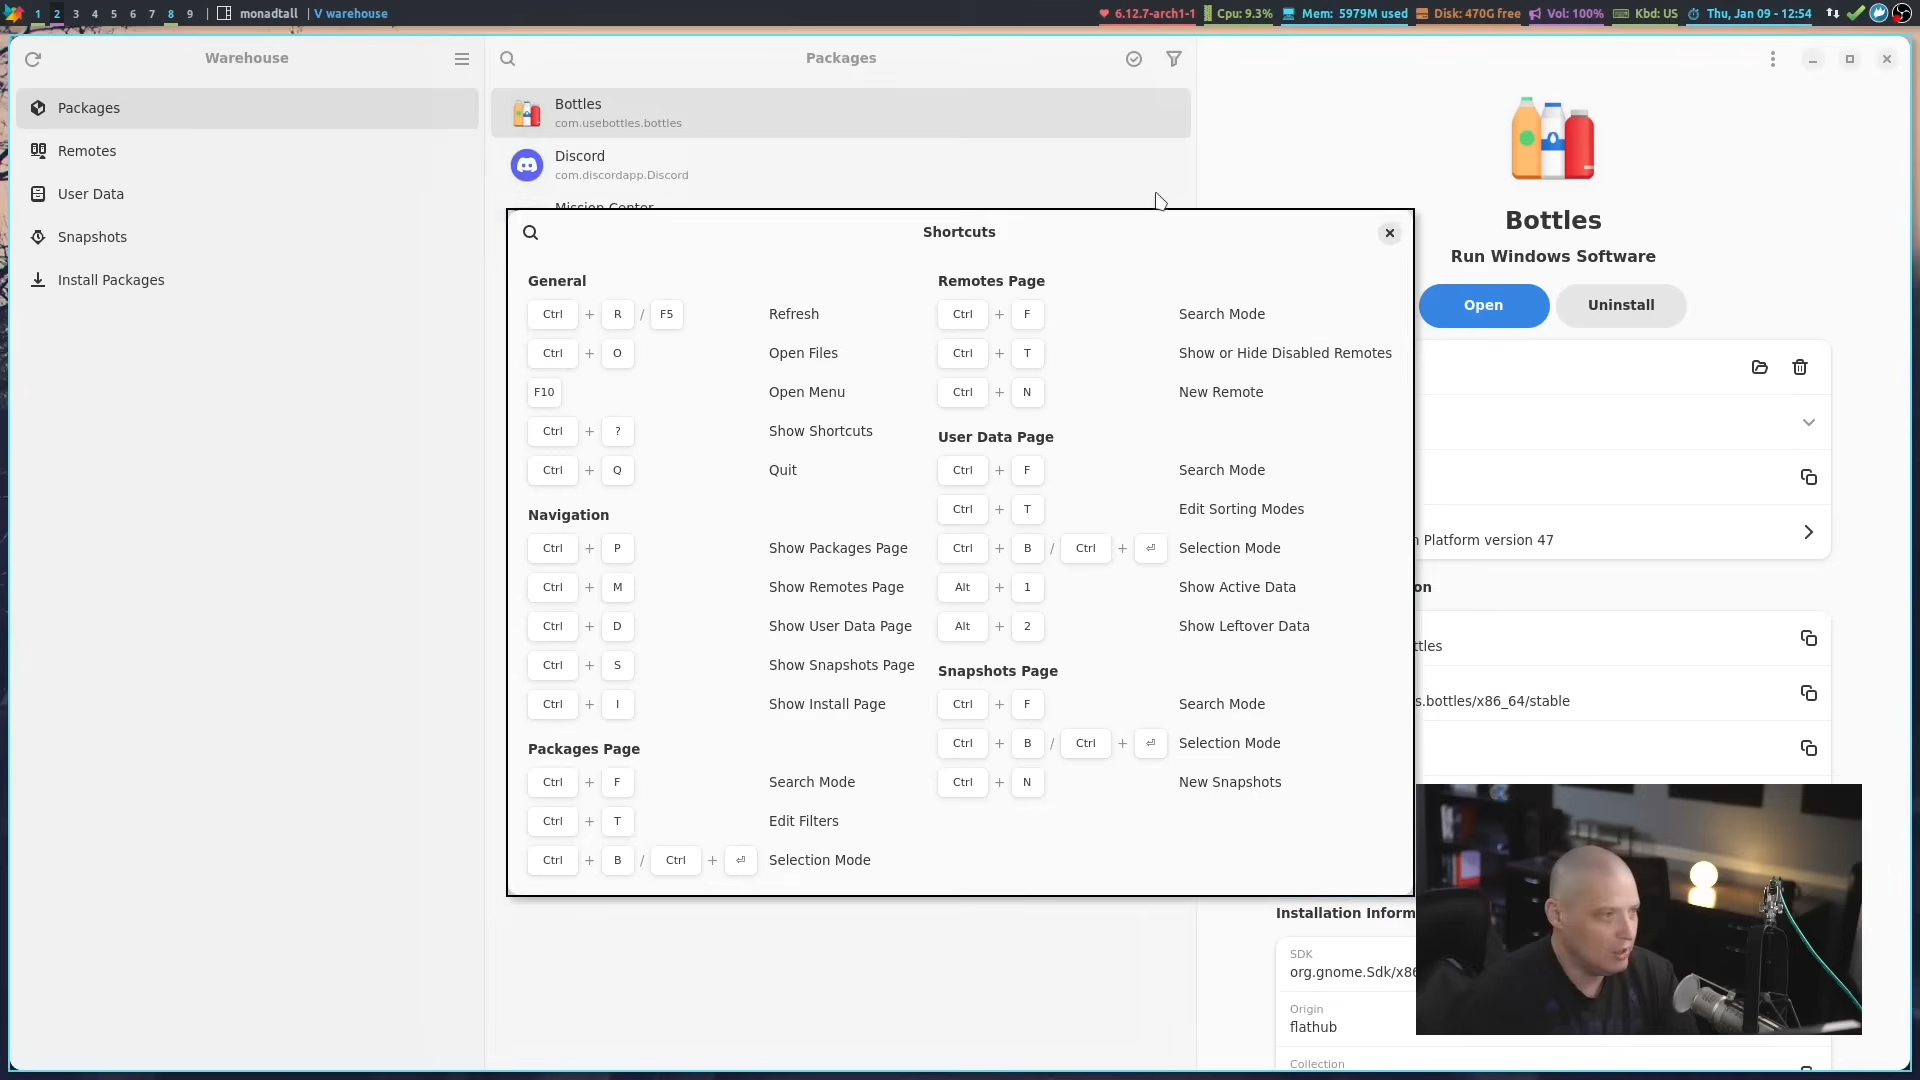 1 2 3 4 5 6 7 8 9 | monadtall | V warehouse
6.12.7-arch1-1 Cpu: 9.3% Mem: 5979M used Disk: 470G free Vol: 100% Kbd: US Thu, Jan 09 - 12:54
Warehouse
Packages
Remotes
User Data
Snapshots
Install Packages
Packages
Bottles
com.usebottles.bottles
Discord
com.discordapp.Discord
Mission Center
Shortcuts
General
Ctrl + R / F5 Refresh
Ctrl + O Open Files
F10 Open Menu
Ctrl + ? Show Shortcuts
Ctrl + Q Quit
Navigation
Ctrl + P Show Packages Page
Ctrl + M Show Remotes Page
Ctrl + D Show User Data Page
Ctrl + S Show Snapshots Page
Ctrl + I Show Install Page
Packages Page
Ctrl + F Search Mode
Ctrl + T Edit Filters
Ctrl + B / Ctrl + ⏎ Selection Mode
Remotes Page
Ctrl + F Search Mode
Ctrl + T Show or Hide Disabled Remotes
Ctrl + N New Remote
User Data Page
Ctrl + F Search Mode
Ctrl + T Edit Sorting Modes
Ctrl + B / Ctrl + ⏎ Selection Mode
Alt + 1 Show Active Data
Alt + 2 Show Leftover Data
Snapshots Page
Ctrl + F Search Mode
Ctrl + B / Ctrl + ⏎ Selection Mode
Ctrl + N New Snapshots
Bottles
Run Windows Software
Open Uninstall
Platform version 47
on
ttles
s.bottles/x86_64/stable
Installation Inform
SDK
org.gnome.Sdk/x86
Origin
flathub
Collection